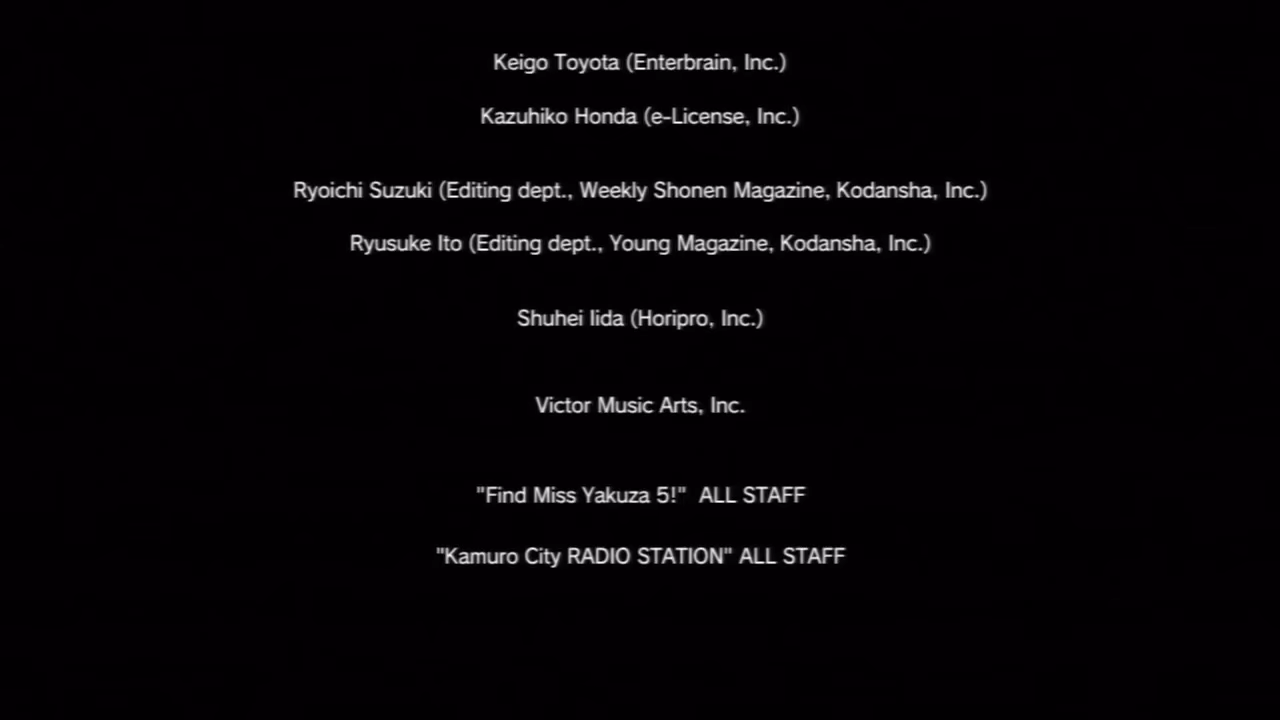 Keigo Toyota (Enterbrain, Inc.)
Kazuhiko Honda (e-License, Inc.)
Ryoichi Suzuki (Editing dept., Weekly Shonen Magazine, Kodansha, Inc.)
Ryusuke Ito (Editing dept., Young Magazine, Kodansha, Inc.)
Shuhei Iida (Horipro, Inc.)
Victor Music Arts, Inc.
"Find Miss Yakuza 5!"  ALL STAFF
"Kamuro City RADIO STATION" ALL STAFF